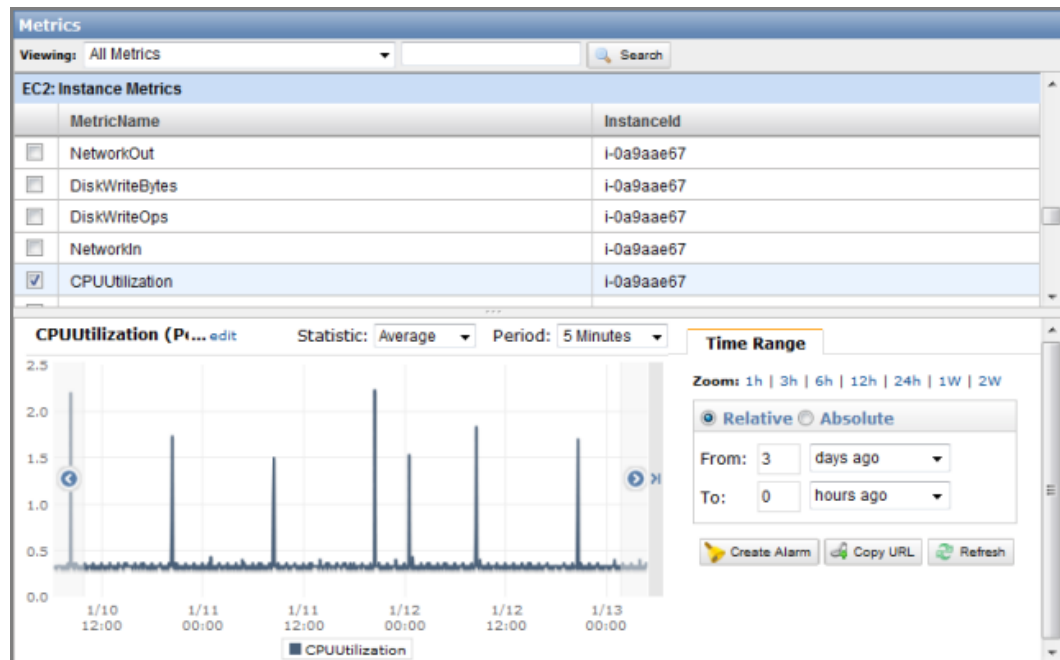 Metrics
Viewing: All Metrics Search
EC2: Instance Metrics
MetricName InstanceId
NetworkOut i-0a9aae67
DiskWriteBytes i-0a9aae67
DiskWriteOps i-0a9aae67
NetworkIn i-0a9aae67
CPUUtilization i-0a9aae67
CPUUtilization (Pe... edit Statistic: Average Period: 5 Minutes
Time Range
2.5
2.0
1.5
1.0
0.5
0.0
1/10 12:00
1/11 00:00
1/11 12:00
1/12 00:00
1/12 12:00
1/13 00:00
CPUUtilization
Zoom: 1h | 3h | 6h | 12h | 24h | 1W | 2W
Relative Absolute
From: 3 days ago
To: 0 hours ago
Create Alarm Copy URL Refresh